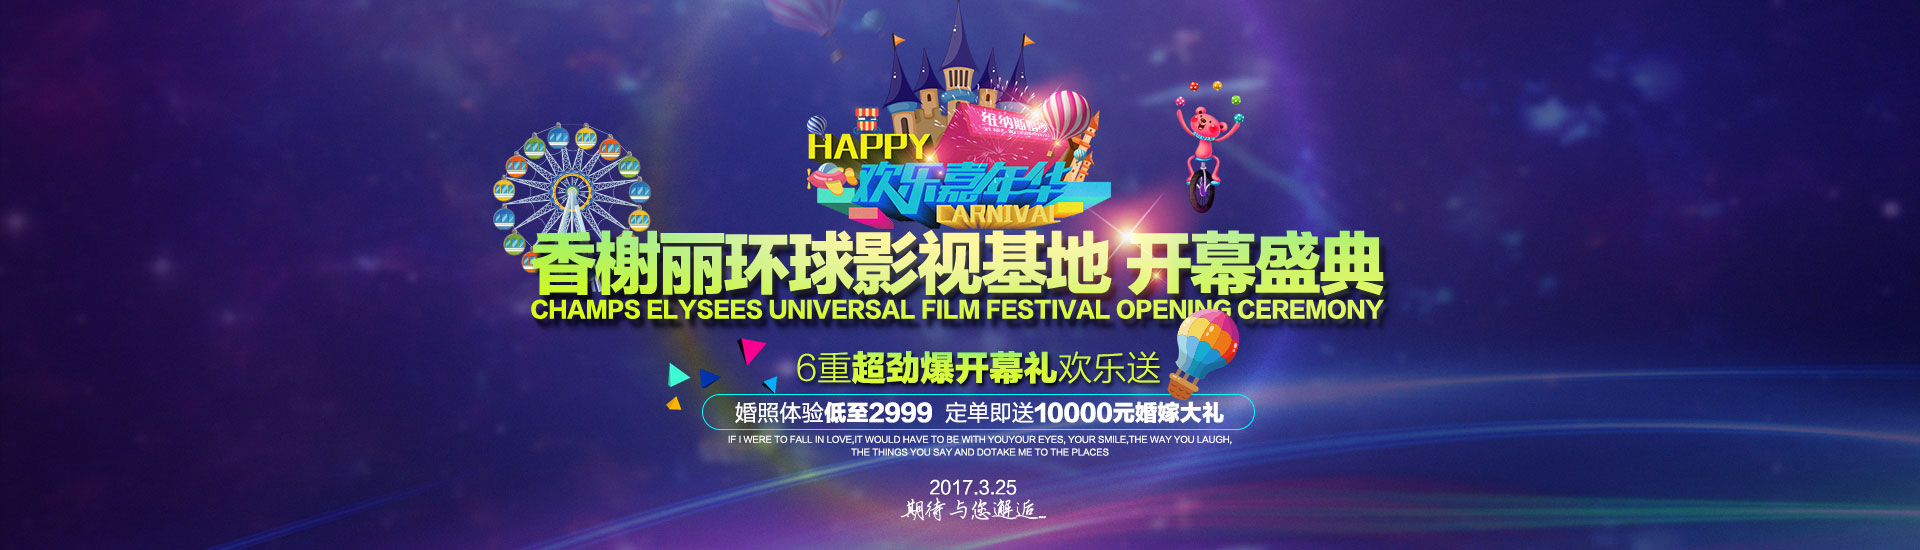 维纳斯婚纱
HAPPY
欢乐嘉年华
CARNIVAL
香榭丽环球影视基地 开幕盛典
CHAMPS ELYSEES UNIVERSAL FILM FESTIVAL OPENING CEREMONY
6重超劲爆开幕礼欢乐送
婚照体验低至2999 定单即送10000元婚嫁大礼
IF I WERE TO FALL IN LOVE,IT WOULD HAVE TO BE WITH YOUYOUR EYES, YOUR SMILE,THE WAY YOU LAUGH,
THE THINGS YOU SAY AND DOTAKE ME TO THE PLACES
2017.3.25
期待与您邂逅...